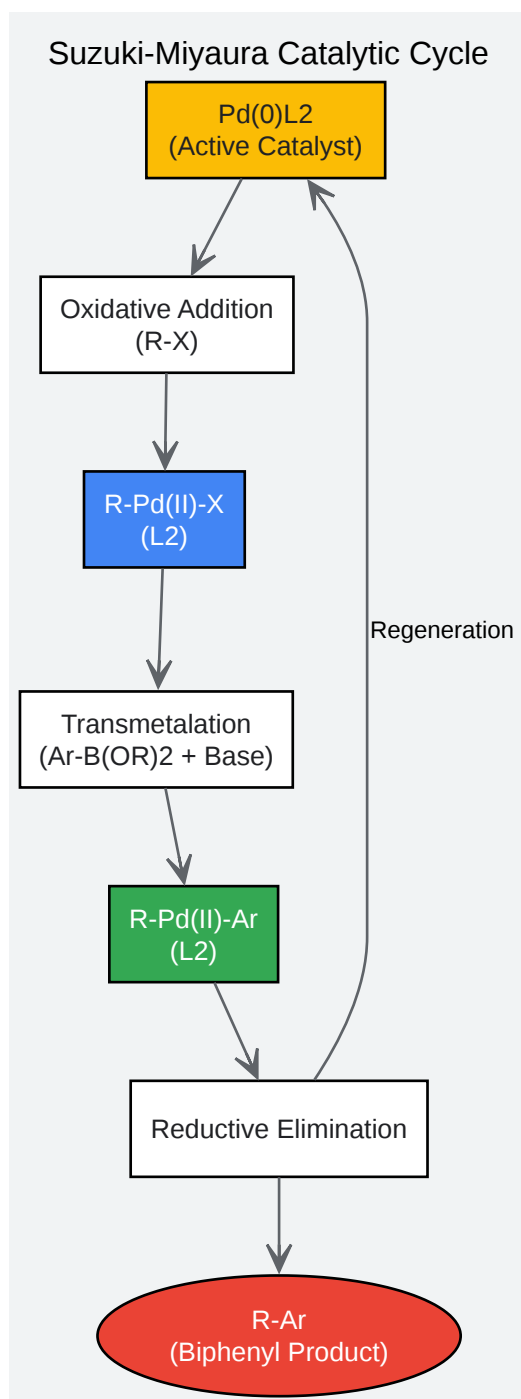 Suzuki-Miyaura Catalytic Cycle
Pd(0)L2
(Active Catalyst)
Oxidative Addition
(R-X)
R-Pd(II)-X
(L2)
Regeneration
Transmetalation
(Ar-B(OR)2 + Base)
R-Pd(II)-Ar
(L2)
Reductive Elimination
R-Ar
(Biphenyl Product)